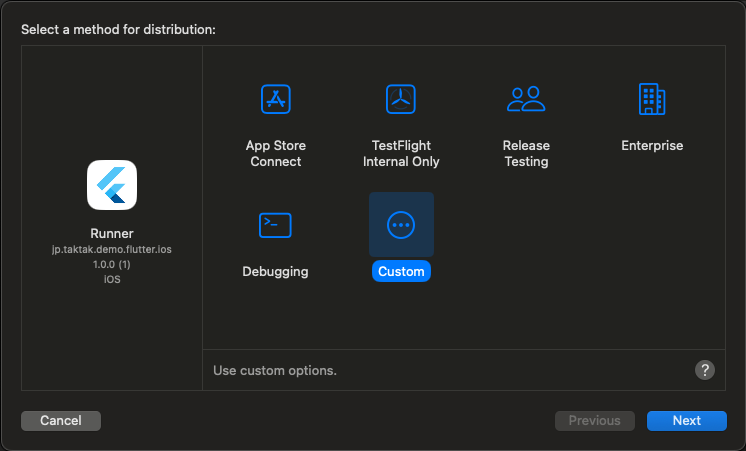 Select a method for distribution:
Runner
jp.taktak.demo.flutter.ios
1.0.0 (1)
iOS
App Store
Connect
TestFlight
Internal Only
Release
Testing
Enterprise
Debugging
Custom
Use custom options.
?
Cancel
Previous
Next